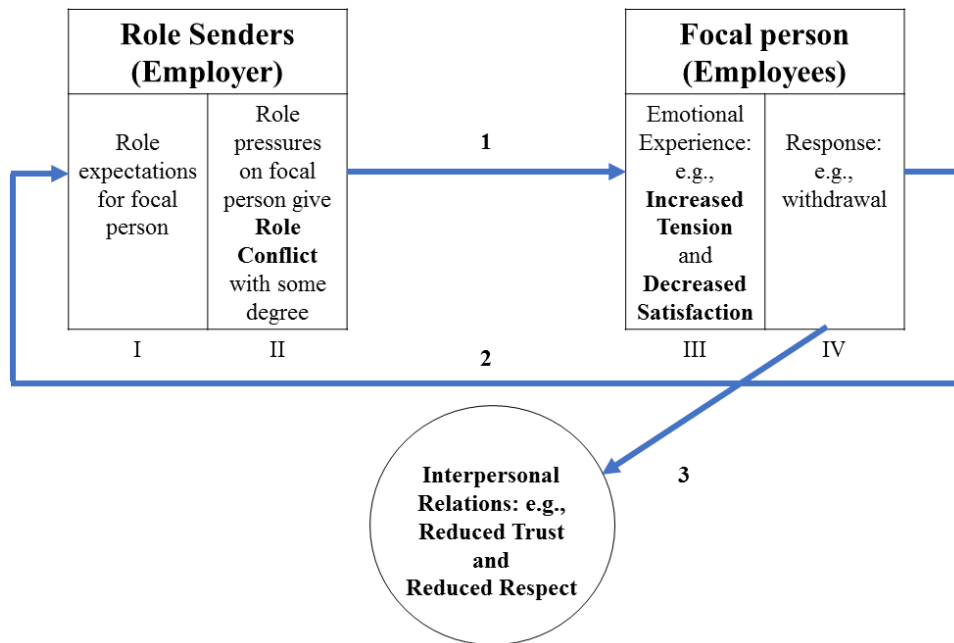 Role Senders
(Employer)
Role
expectations
for focal
person
Role
pressures
on focal
person give
Role
Conflict
with some
degree
I
II
1
Focal person
(Employees)
Emotional
Experience:
e.g.,
Increased
Tension
and
Decreased
Satisfaction
Response:
e.g.,
withdrawal
III
IV
2
3
Interpersonal
Relations: e.g.,
Reduced Trust
and
Reduced Respect